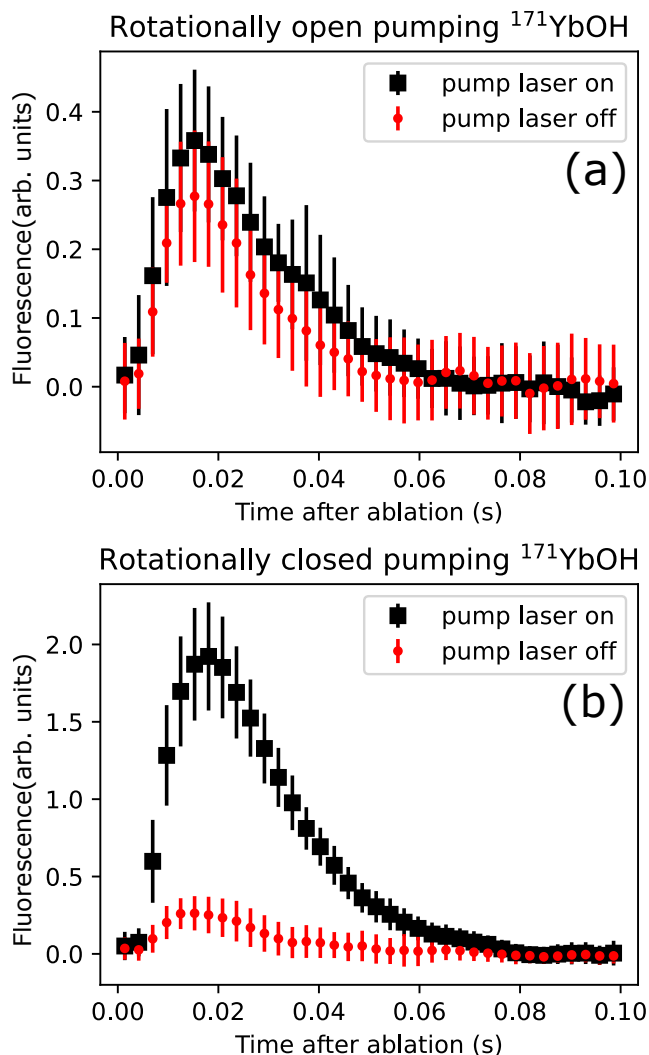 Rotationally open pumping ¹⁷¹YbOH
pump laser on
pump laser off
(a)
Fluorescence(arb. units)
0.4
0.3
0.2
0.1
0.0
0.00 0.02 0.04 0.06 0.08 0.10
Time after ablation (s)
Rotationally closed pumping ¹⁷¹YbOH
pump laser on
pump laser off
(b)
Fluorescence(arb. units)
2.0
1.5
1.0
0.5
0.0
0.00 0.02 0.04 0.06 0.08 0.10
Time after ablation (s)